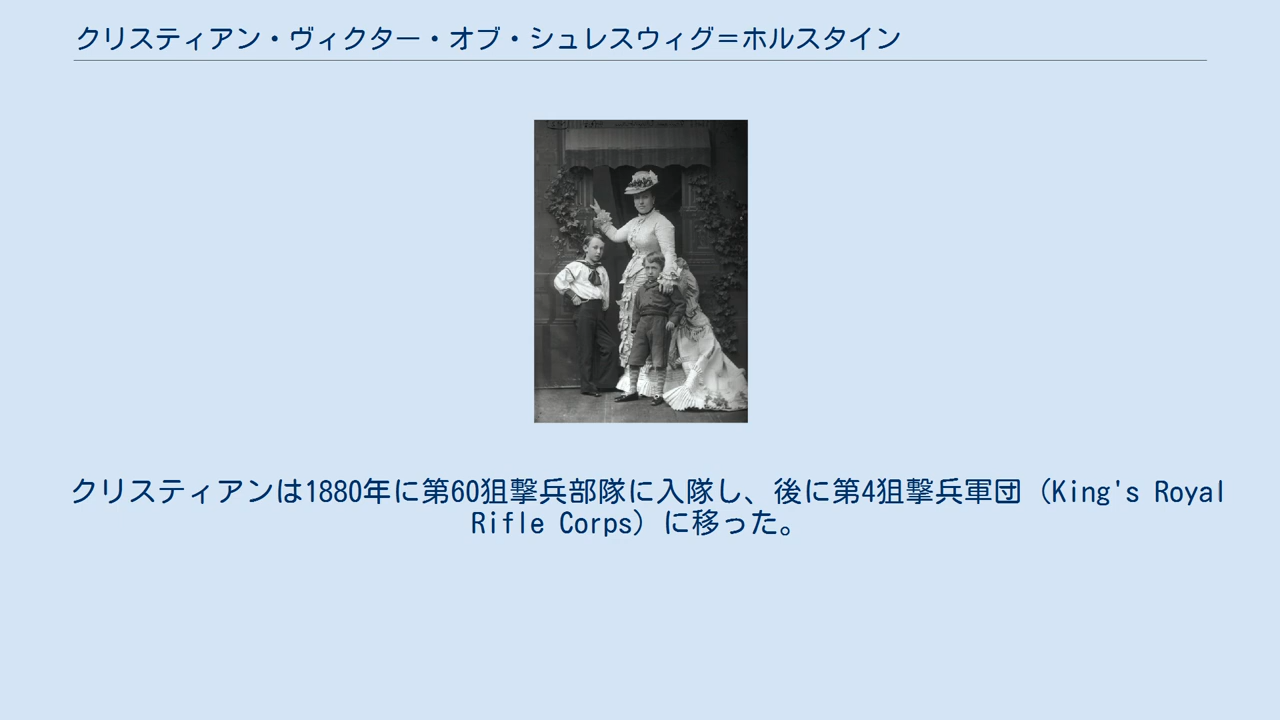 クリスティアン・ヴィクター・オブ・シュレスウィグ＝ホルスタイン
クリスティアンは1880年に第60狙撃兵部隊に入隊し、後に第4狙撃兵軍団（King's Royal
Rifle Corps）に移った。